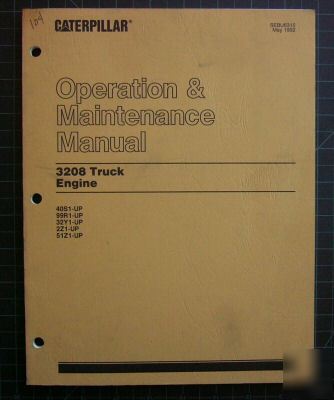 104
CATERPILLAR
May 1992
Operation &
Maintenance
Manual
3208 Truck
Engine
40S1-UP
99R1-UP
32Y1-UP
2Z1-UP
51Z1-UP